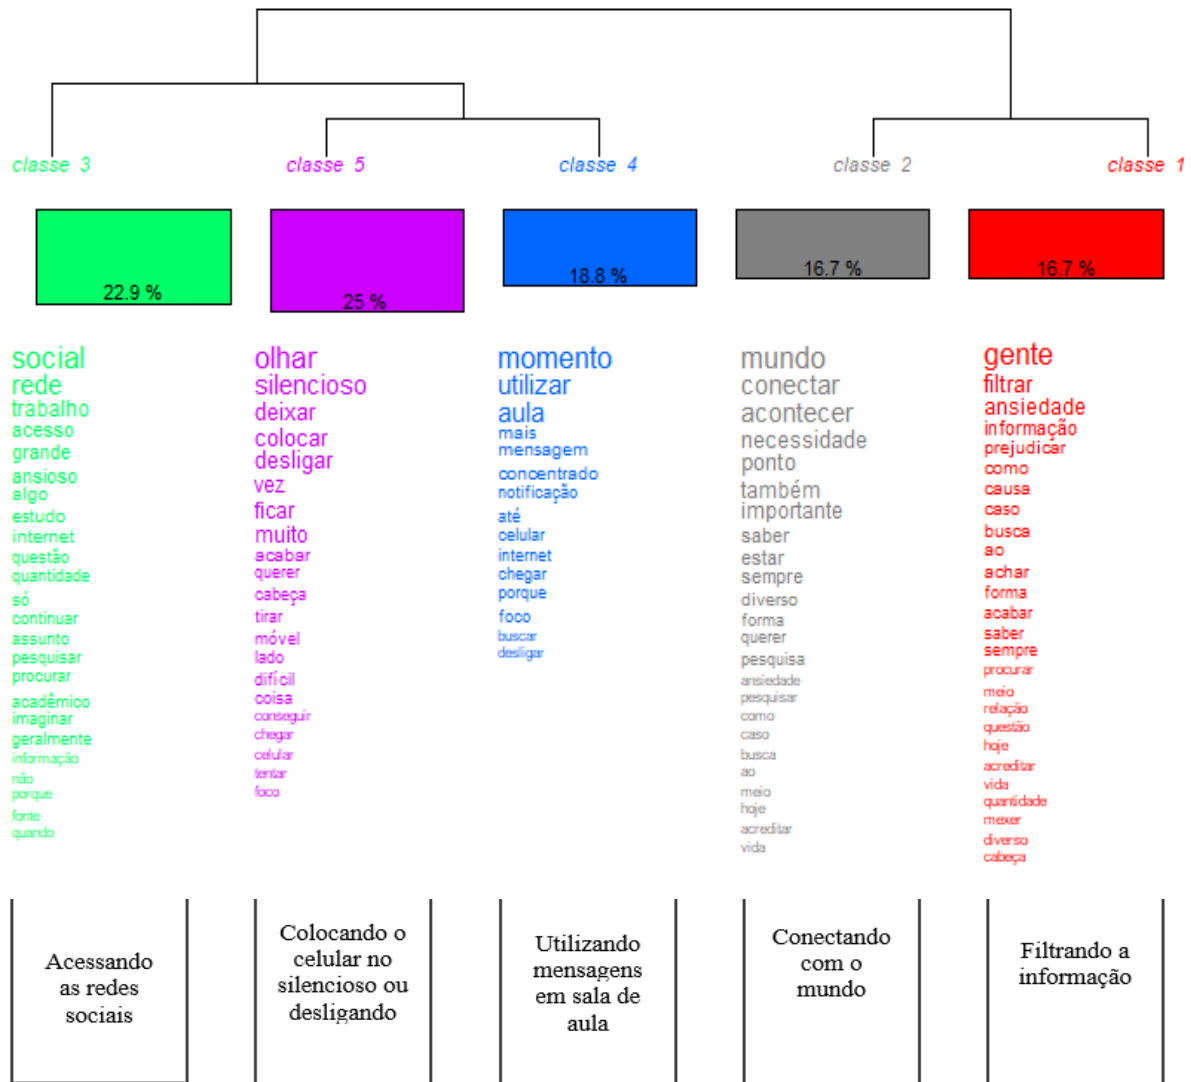 classe 3
classe 5
classe 4
classe 2
classe 1
22.9 %
25 %
18.8 %
16.7 %
16.7 %
social
rede
trabalho
acesso
grande
ansioso
algo
estudo
internet
questão
quantidade
só
continuar
assunto
pesquisar
procurar
acadêmico
imaginar
geralmente
informação
não
porque
fonte
quando
olhar
silencioso
deixar
colocar
desligar
vez
ficar
muito
acabar
querer
cabeça
tirar
móvel
lado
difícil
coisa
conseguir
chegar
celular
tentar
foco
momento
utilizar
aula
mais
mensagem
concentrado
notificação
até
celular
internet
chegar
porque
foco
buscar
desligar
mundo
conectar
acontecer
necessidade
ponto
também
importante
saber
estar
sempre
diverso
forma
querer
pesquisa
ansiedade
pesquisar
como
caso
busca
ao
meio
hoje
acreditar
vida
gente
filtrar
ansiedade
informação
prejudicar
como
causa
caso
busca
ao
achar
forma
acabar
saber
sempre
procurar
meio
relação
questão
hoje
acreditar
vida
quantidade
mexer
diverso
cabeça
Acessando
as redes
sociais
Colocando o
celular no
silencioso ou
desligando
Utilizando
mensagens
em sala de
aula
Conectando
com o
mundo
Filtrando a
informação